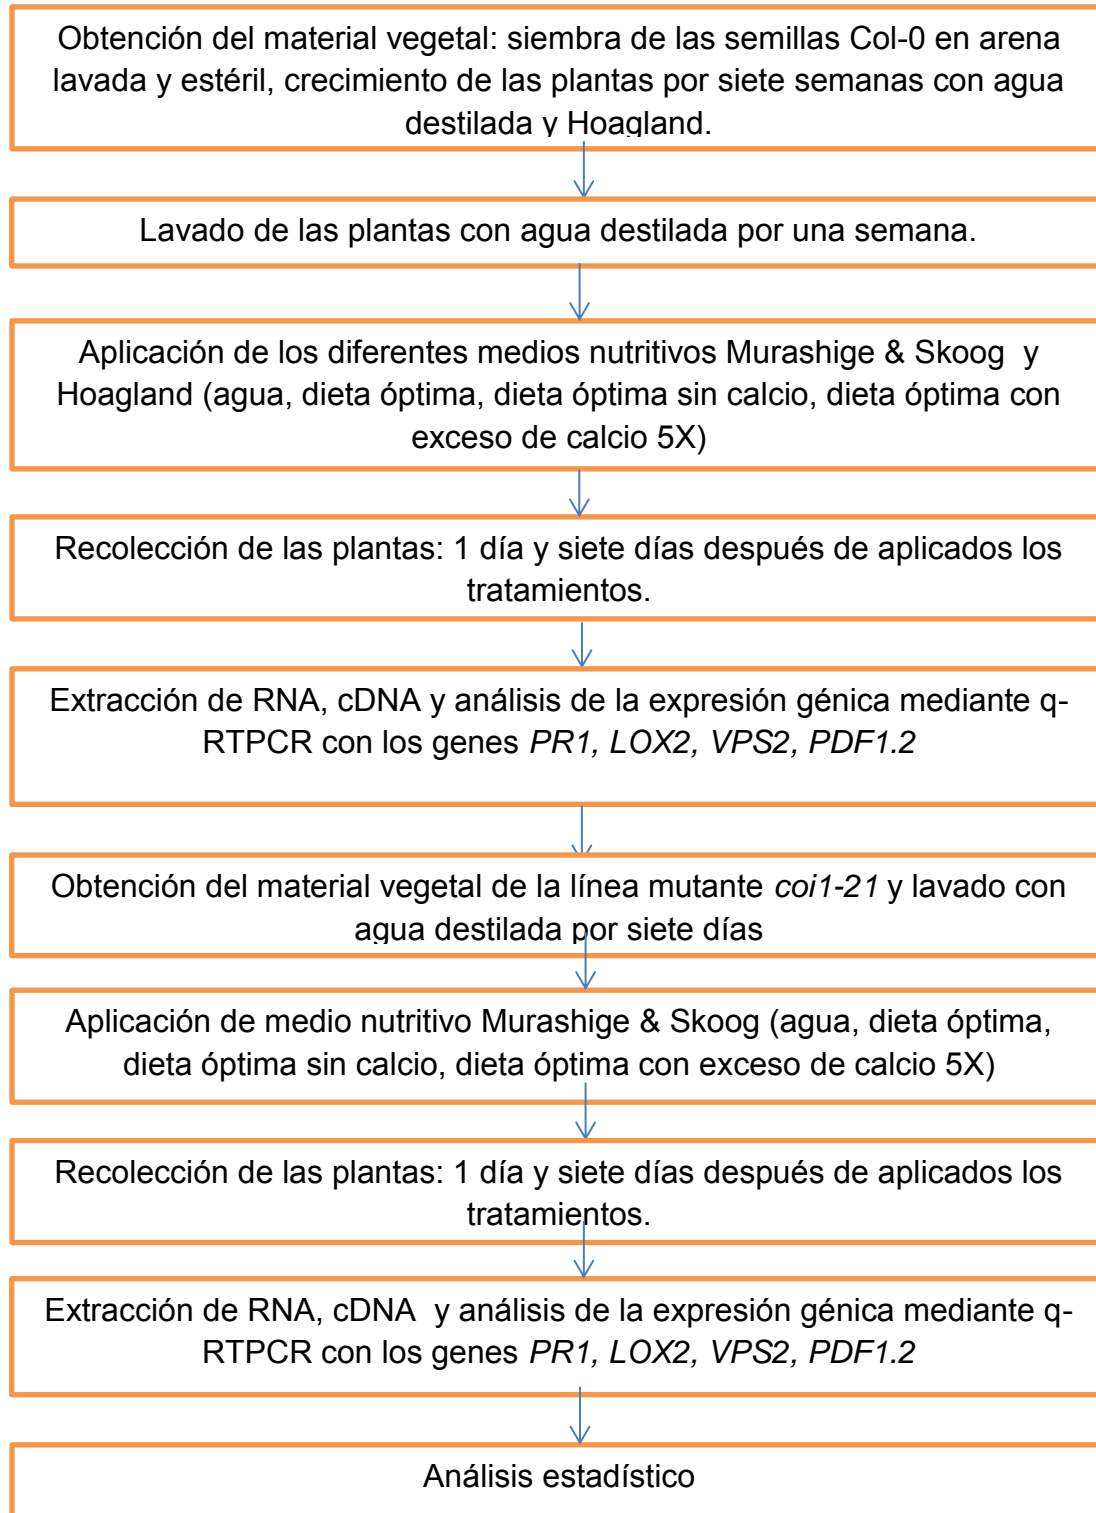 Obtención del material vegetal: siembra de las semillas Col-0 en arena
lavada y estéril, crecimiento de las plantas por siete semanas con agua
destilada y Hoagland.
Lavado de las plantas con agua destilada por una semana.
Aplicación de los diferentes medios nutritivos Murashige & Skoog y
Hoagland (agua, dieta óptima, dieta óptima sin calcio, dieta óptima con
exceso de calcio 5X)
Recolección de las plantas: 1 día y siete días después de aplicados los
tratamientos.
Extracción de RNA, cDNA y análisis de la expresión génica mediante q-
RTPCR con los genes PR1, LOX2, VPS2, PDF1.2
Obtención del material vegetal de la línea mutante coi1-21 y lavado con
agua destilada por siete días
Aplicación de medio nutritivo Murashige & Skoog (agua, dieta óptima,
dieta óptima sin calcio, dieta óptima con exceso de calcio 5X)
Recolección de las plantas: 1 día y siete días después de aplicados los
tratamientos.
Extracción de RNA, cDNA y análisis de la expresión génica mediante q-
RTPCR con los genes PR1, LOX2, VPS2, PDF1.2
Análisis estadístico